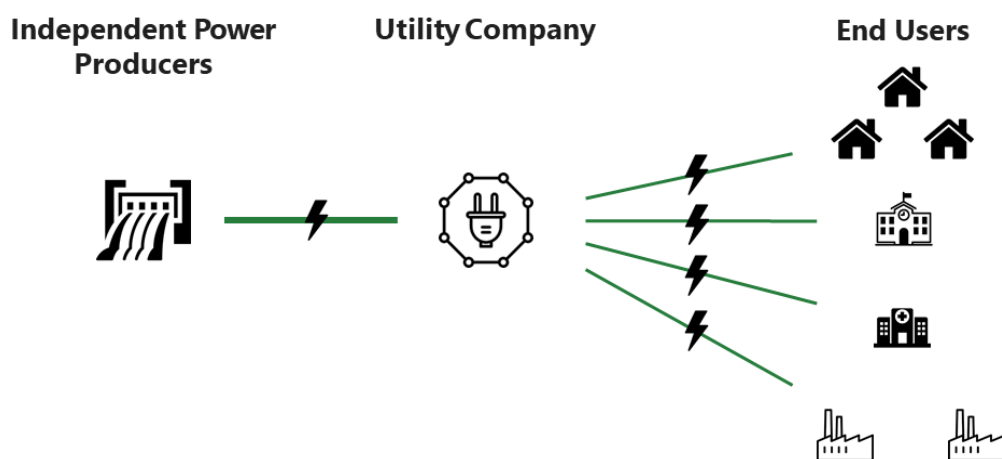 Independent Power
Producers
Utility Company
End Users